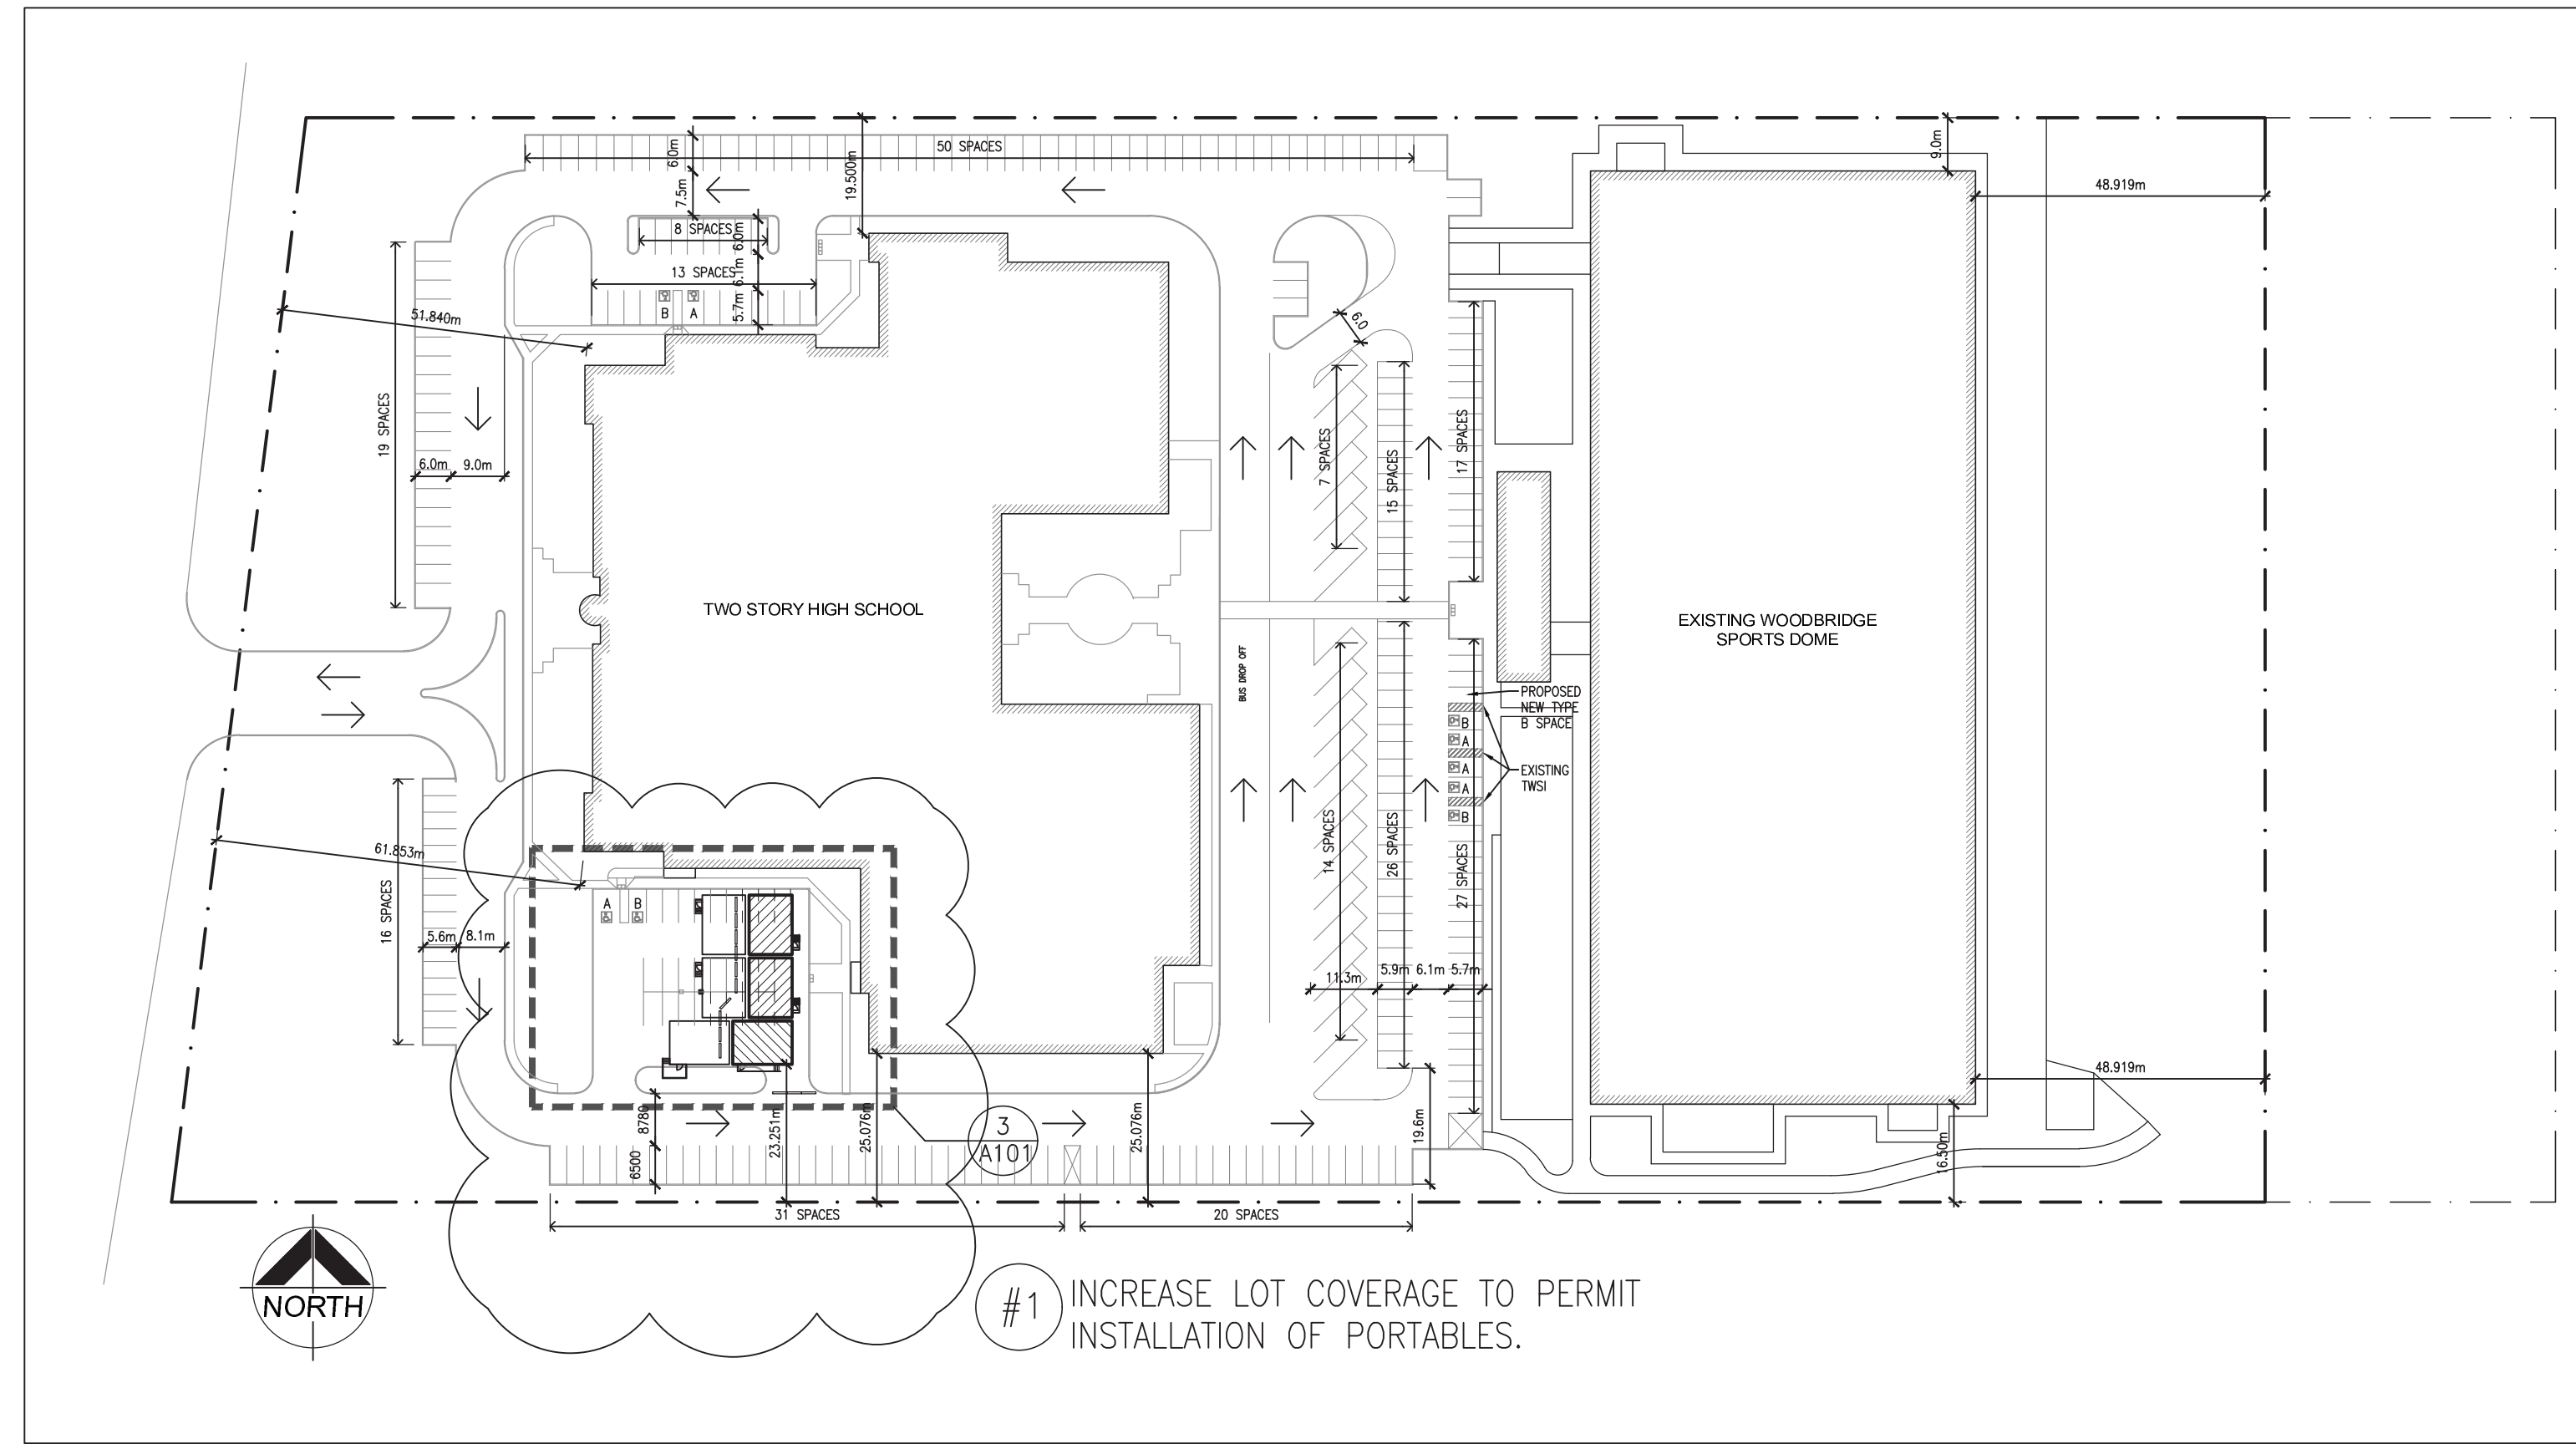 50 SPACES
6.0m
7.5m
19.500m
9.0m
48.919m
8 SPACES
6.0m
13 SPACES
6.1m
5.7m
B
A
51.840m
6.0
19 SPACES
6.0m
9.0m
7 SPACES
15 SPACES
17 SPACES
TWO STORY HIGH SCHOOL
EXISTING WOODBRIDGE
SPORTS DOME
BUS DROP OFF
PROPOSED
NEW TYPE
B SPACE
B
A
A
A
B
EXISTING
TWSI
61.853m
14 SPACES
26 SPACES
27 SPACES
16 SPACES
A
B
5.6m
8.1m
11.3m
5.9m
6.1m
5.7m
48.919m
8780
6500
23.251m
25.076m
3
A101
25.076m
19.6m
16.50m
31 SPACES
20 SPACES
NORTH
#1
INCREASE LOT COVERAGE TO PERMIT
INSTALLATION OF PORTABLES.